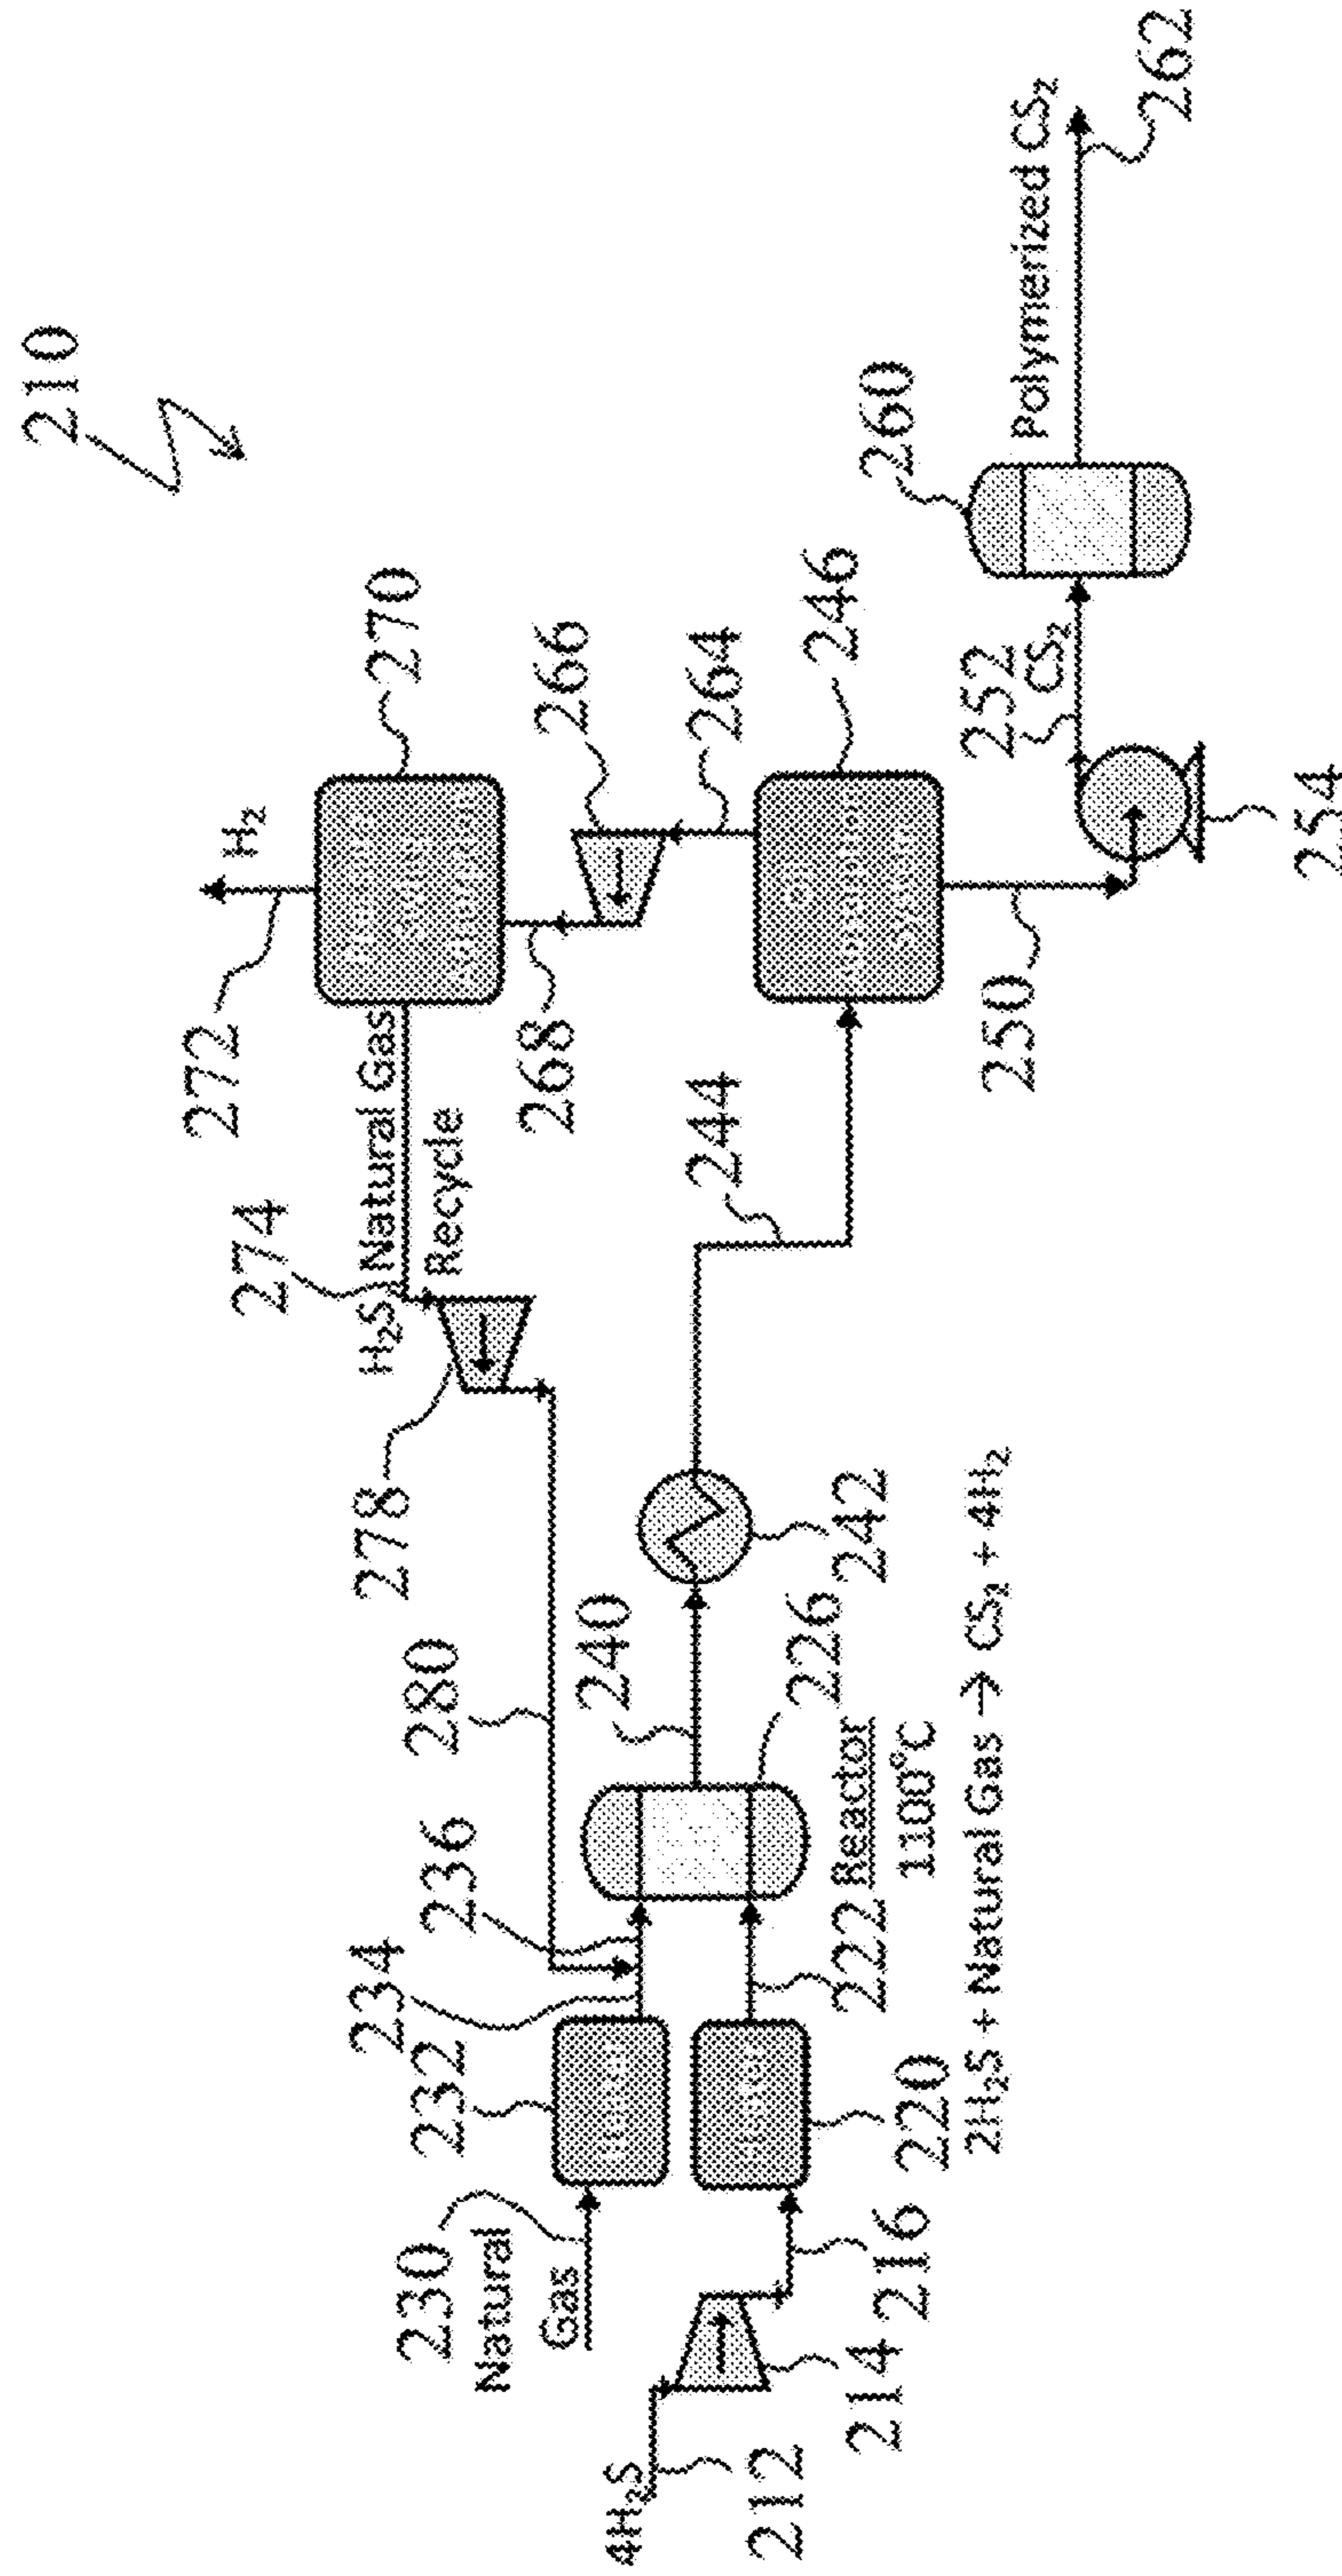 210
272
H₂
274
270
H₂S, Natural Gas
Recycle
278
280
234
236
232
230
Natural
Gas
268
266
240
264
244
4H₂S
212
214
216
220
222
Reactor
1100°C
226
242
246
260
2H₂S + Natural Gas → CS₂ + 4H₂
250
252
CS₂
Polymerized CS₂
262
254